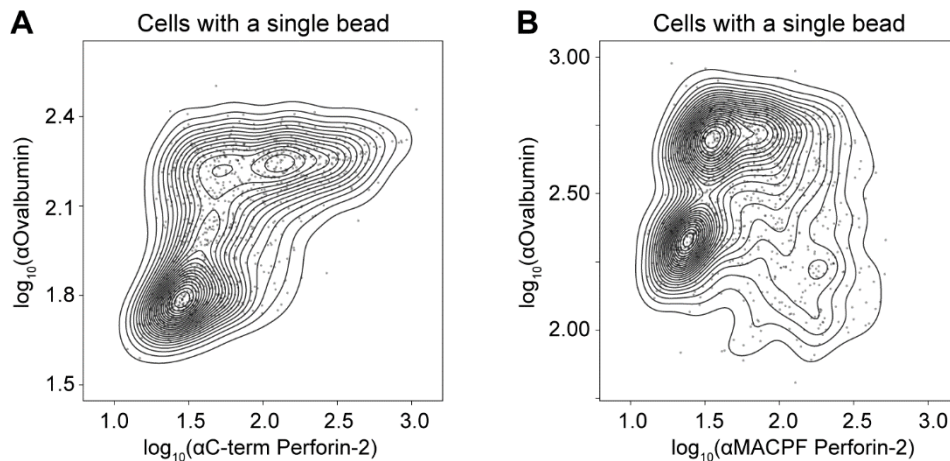 A
Cells with a single bead
log10(αOvalbumin)
2.4
2.1
1.8
1.5
1.0 1.5 2.0 2.5 3.0
log10(αC-term Perforin-2)
B
Cells with a single bead
log10(αOvalbumin)
3.00
2.50
2.00
1.0 1.5 2.0 2.5 3.0
log10(αMACPF Perforin-2)